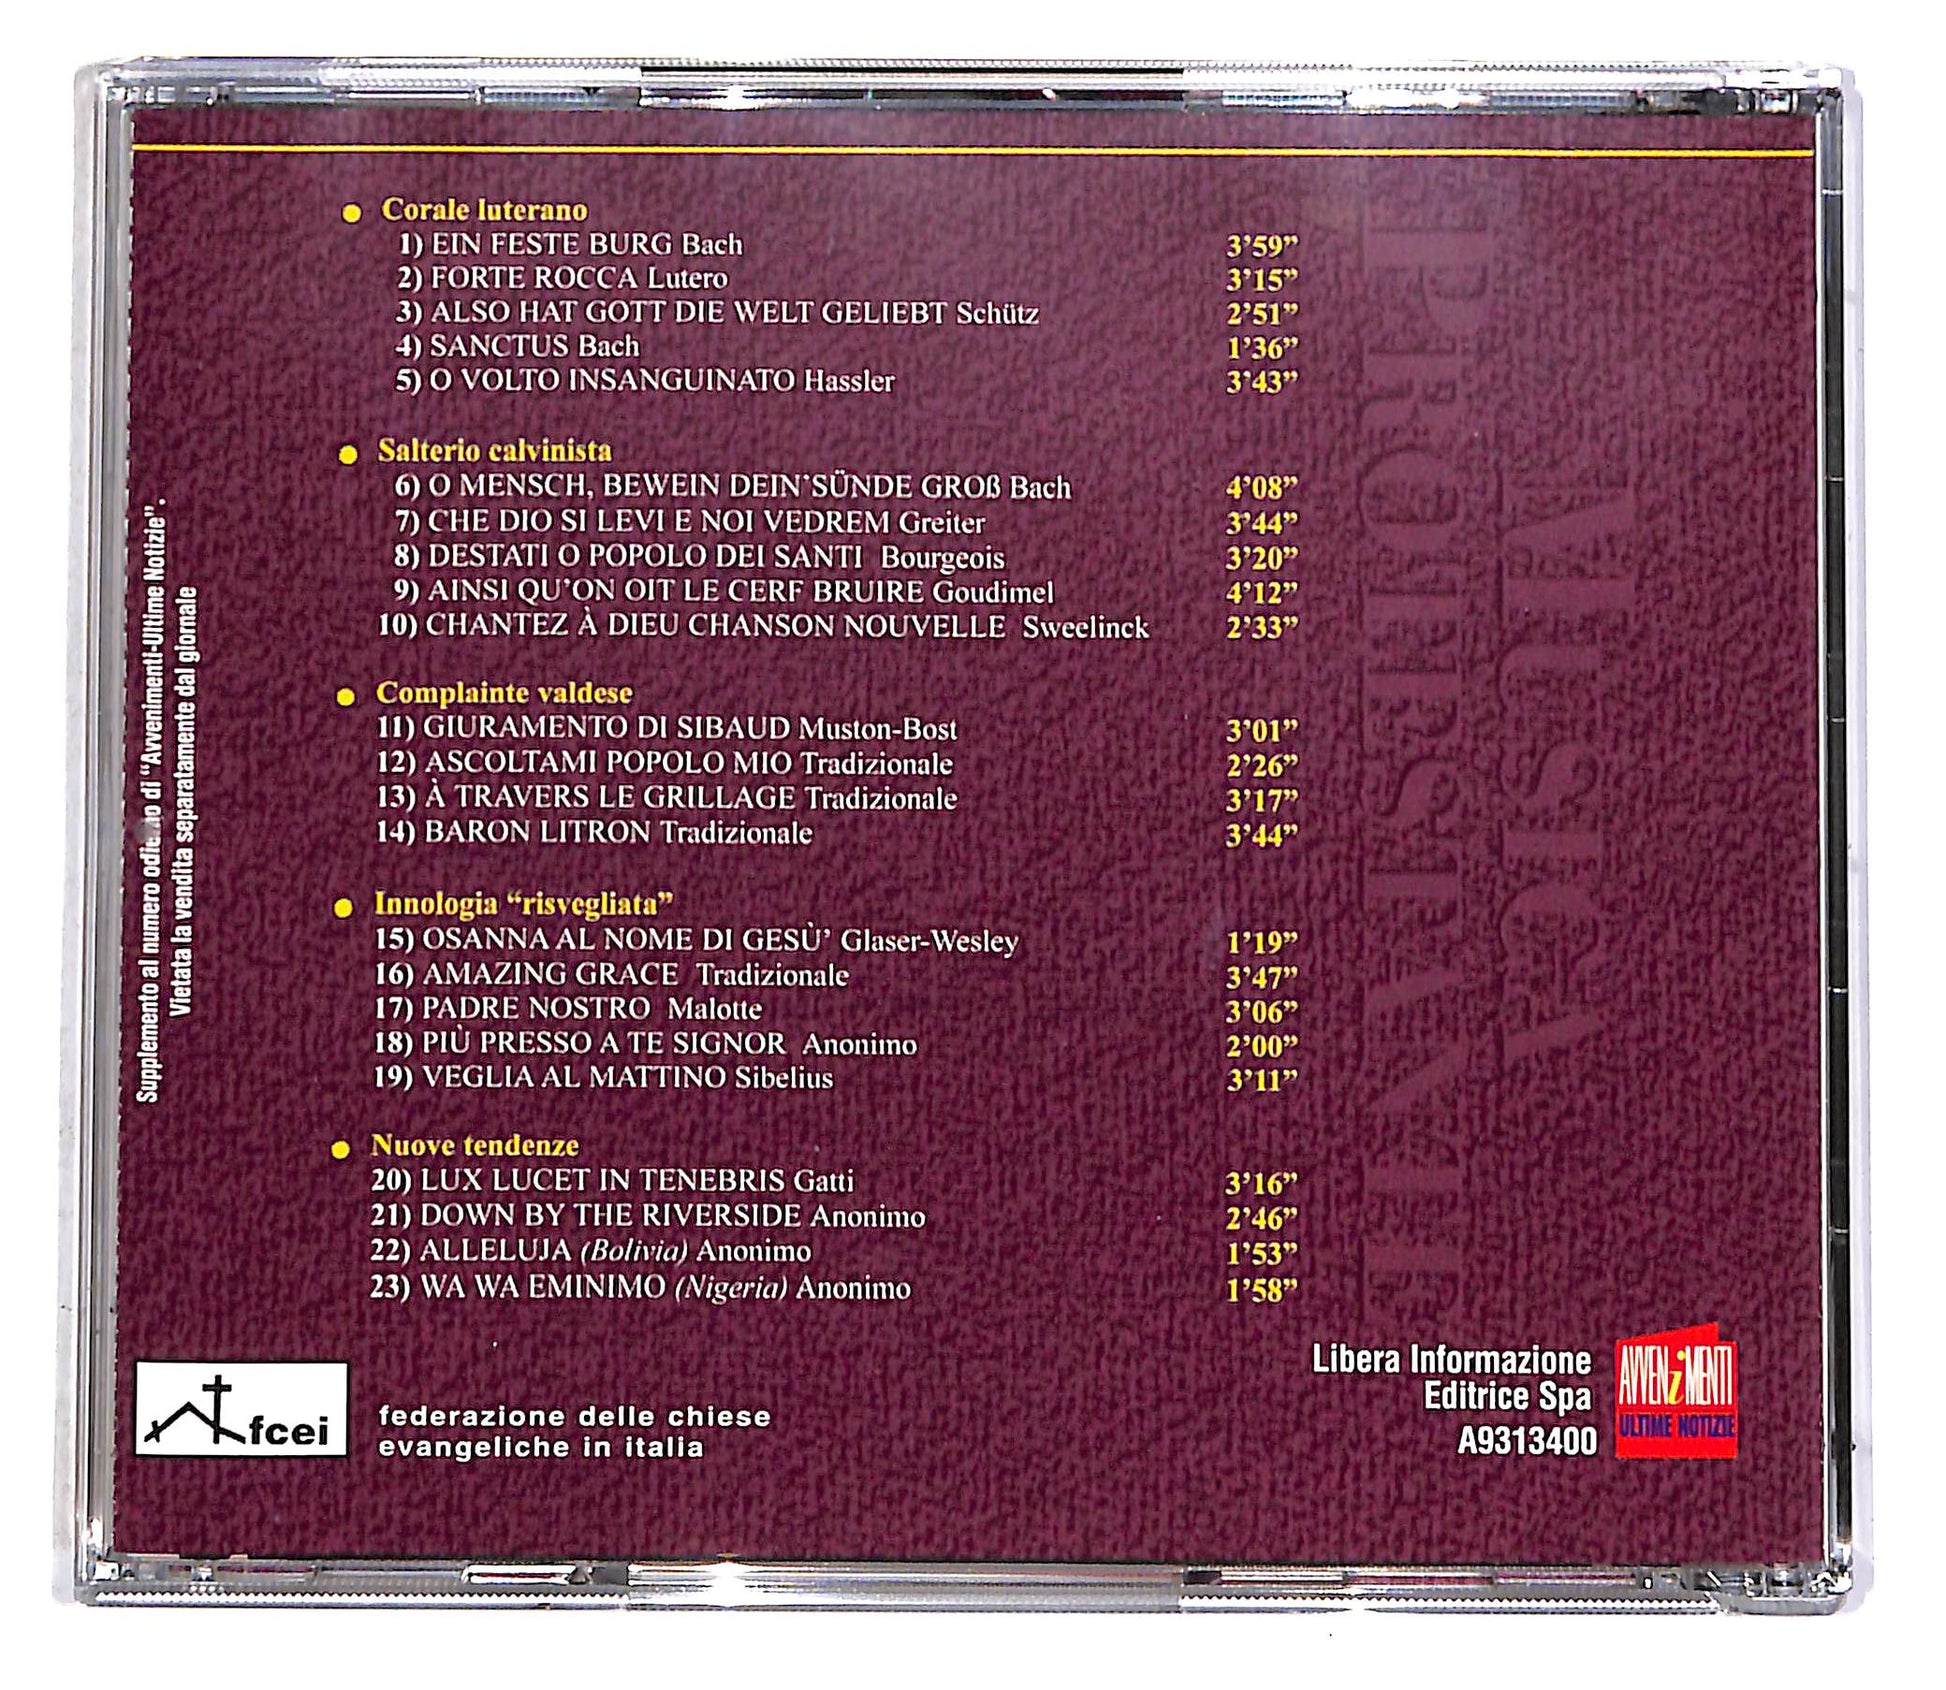 Corale luterano
1) EIN FESTE BURG Bach 3’59”
2) FORTE ROCCA Lutero 3’15”
3) ALSO HAT GOTT DIE WELT GELIEBT Schütz 2’51”
4) SANCTUS Bach 1’36”
5) O VOLTO INSANGUINATO Hassler 3’43”
Salterio calvinista
6) O MENSCH, BEWEIN DEIN'SÜNDE GROß Bach 4’08”
7) CHE DIO SI LEVI E NOI VEDREM Greiter 3’44”
8) DESTATI O POPOLO DEI SANTI Bourgeois 3’20”
9) AINSI QU’ON OIT LE CERF BRUIRE Goudimel 4’12”
10) CHANTEZ À DIEU CHANSON NOUVELLE Sweelinck 2’33”
Complainte valdese
11) GIURAMENTO DI SIBAUD Muston-Bost 3’01”
12) ASCOLTAMI POPOLO MIO Tradizionale 2’26”
13) À TRAVERS LE GRILLAGE Tradizionale 3’17”
14) BARON LITRON Tradizionale 3’44”
Innologia “risvegliata”
15) OSANNA AL NOME DI GESÙ’ Glaser-Wesley 1’19”
16) AMAZING GRACE Tradizionale 3’47”
17) PADRE NOSTRO Malotte 3’06”
18) PIÙ PRESSO A TE SIGNOR Anonimo 2’00”
19) VEGLIA AL MATTINO Sibelius 3’11”
Nuove tendenze
20) LUX LUCET IN TENEBRIS Gatti 3’16”
21) DOWN BY THE RIVERSIDE Anonimo 2’46”
22) ALLELUJA (Bolivia) Anonimo 1’53”
23) WA WA EMINIMO (Nigeria) Anonimo 1’58”
Supplemento al numero odierno di “Avvenimenti-Ultime Notizie”.
Vietata la vendita separatamente dal giornale
MUSICA
PROTESTANTE
fcei
federazione delle chiese
evangeliche in italia
Libera Informazione
Editrice Spa
A9313400
AVVENiMENTI
ULTIME NOTIZIE